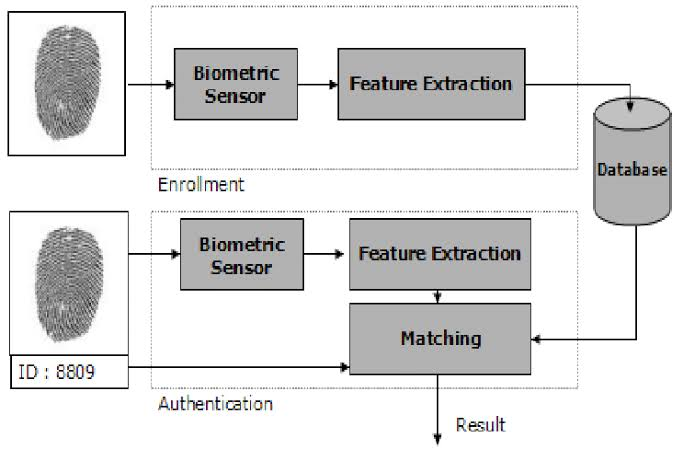 Biometric
Sensor
Feature Extraction
Database
Enrollment
Biometric
Sensor
Feature Extraction
Matching
ID : 8809
Authentication
Result